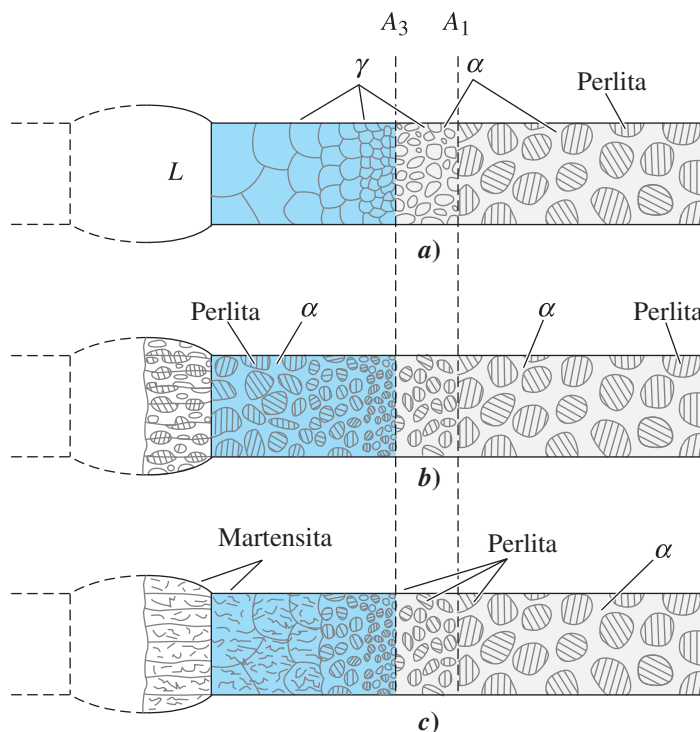 A3 A1
γ α Perlita
L
a)
Perlita α α Perlita
b)
Martensita Perlita α
c)